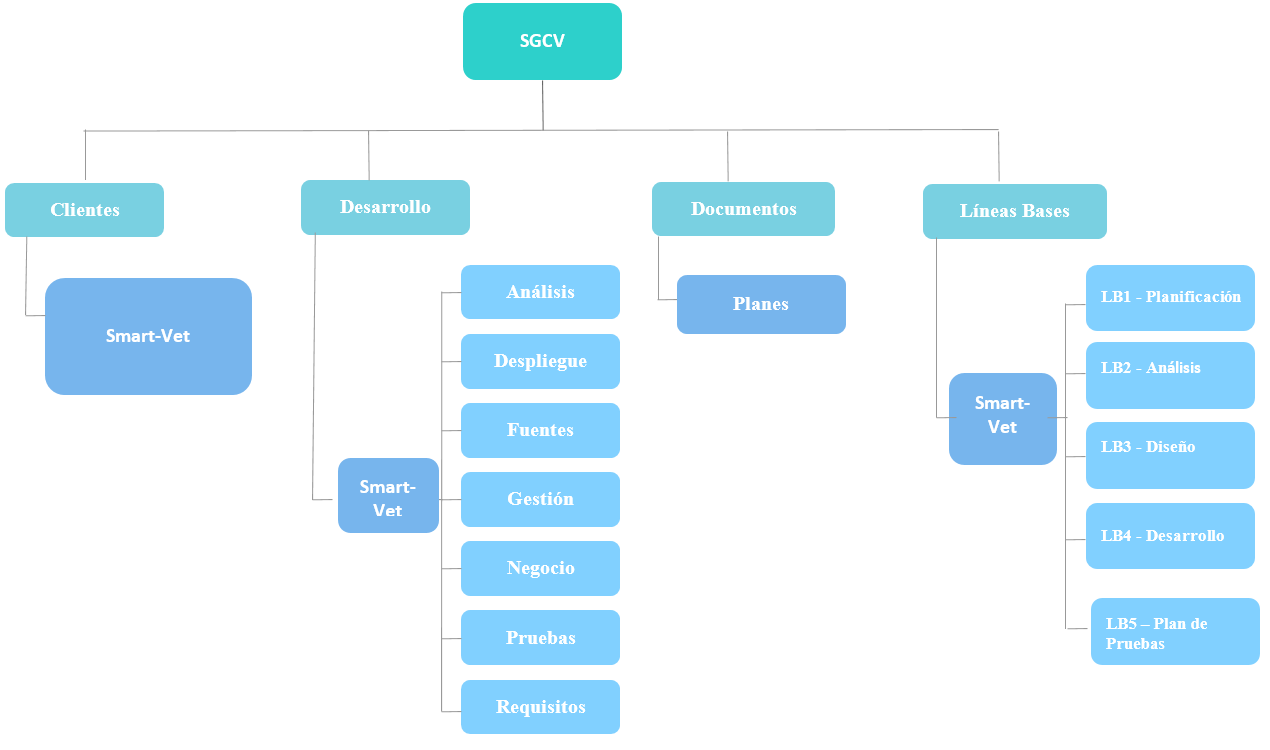 SGCV
Clientes
Desarrollo
Documentos
Líneas Bases
Smart-Vet
Smart-
Vet
Análisis
Despliegue
Fuentes
Gestión
Negocio
Pruebas
Requisitos
Planes
Smart-
Vet
LB1 - Planificación
LB2 - Análisis
LB3 - Diseño
LB4 - Desarrollo
LB5 – Plan de
Pruebas